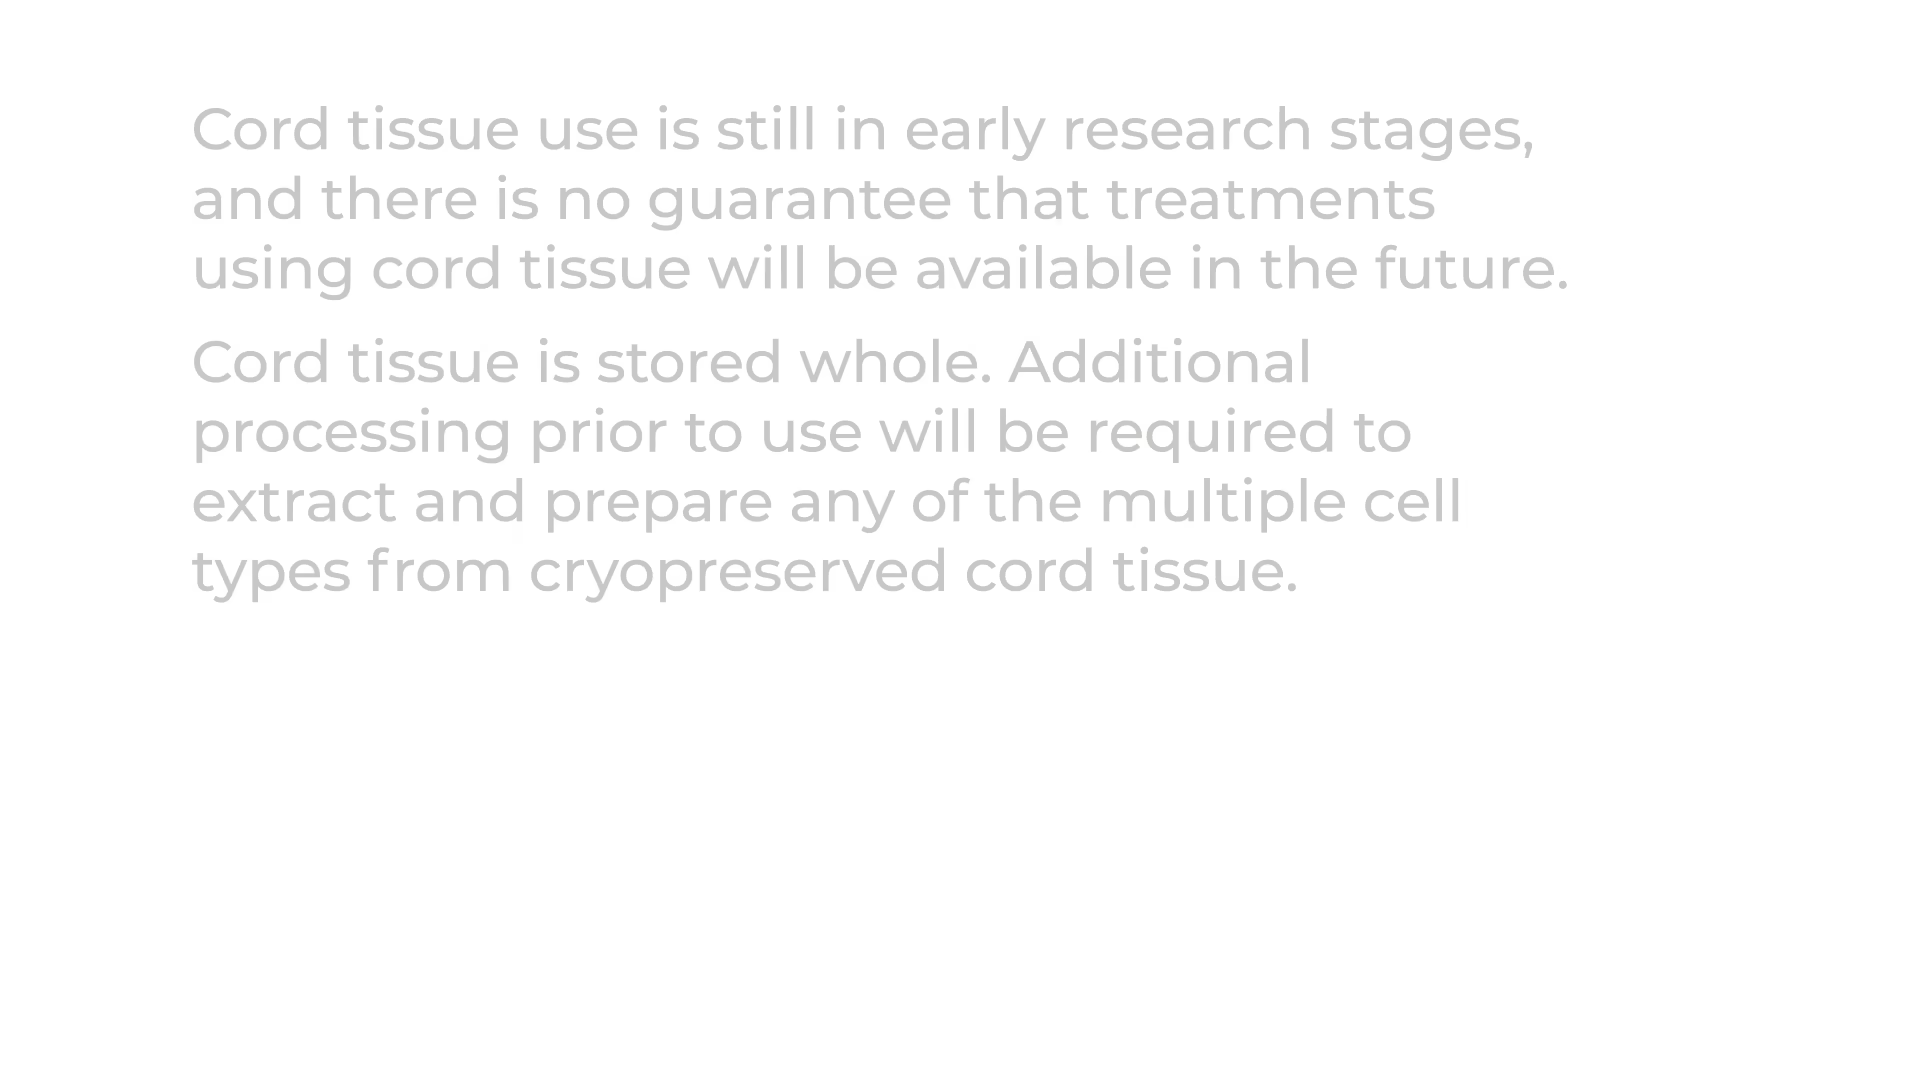 Cord tissue use is still in early research stages,
and there is no guarantee that treatments
using cord tissue will be available in the future.
Cord tissue is stored whole. Additional
processing prior to use will be required to
extract and prepare any of the multiple cell
types from cryopreserved cord tissue.